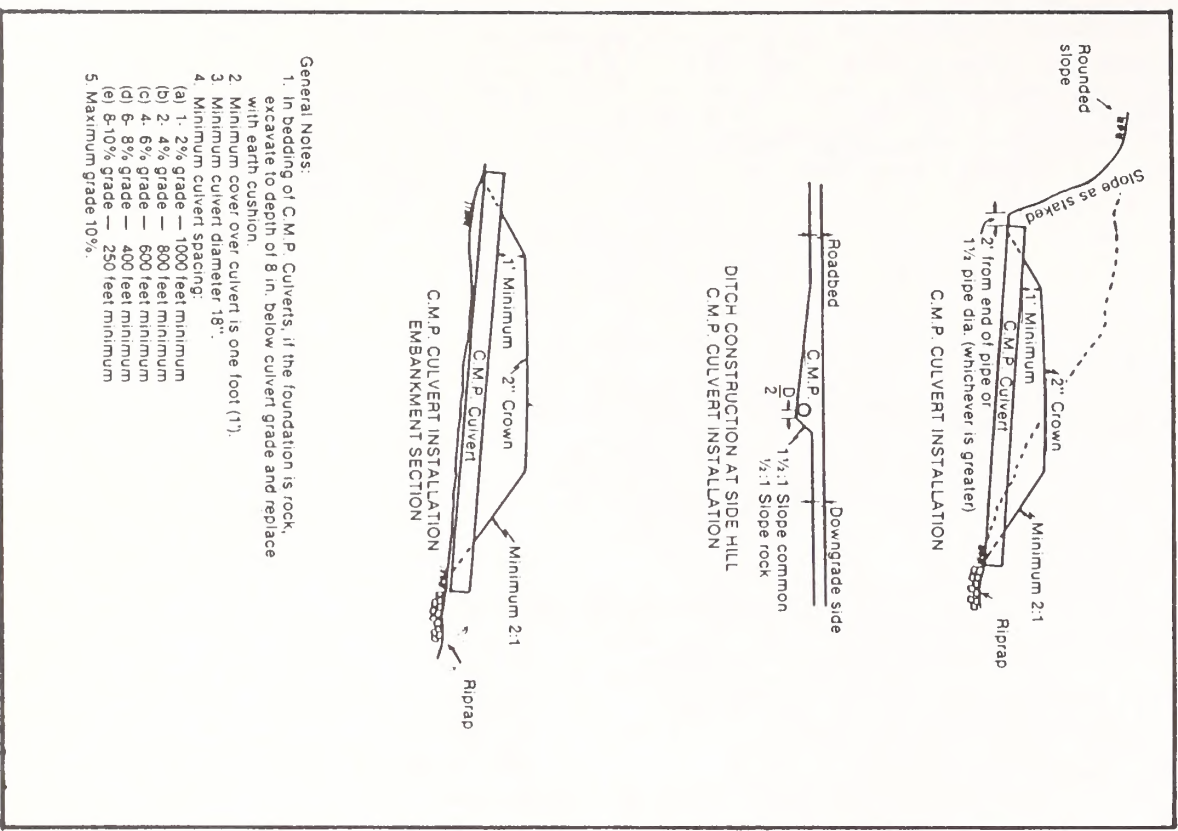 Rounded
slope
Slope as staked
2' from end of pipe or
1½ pipe dia. (whichever is greater)
1' Minimum
C.M.P. Culvert
2" Crown
Minimum 2:1
Riprap
C.M.P. CULVERT INSTALLATION
Roadbed
C.M.P.
D
2
Downgrade side
1½:1 Slope common
½:1 Slope rock
DITCH CONSTRUCTION AT SIDE HILL
C.M.P. CULVERT INSTALLATION
1' Minimum
2" Crown
C.M.P. Culvert
Minimum 2:1
Riprap
C.M.P. CULVERT INSTALLATION
EMBANKMENT SECTION
General Notes:
1. In bedding of C.M.P. Culverts, if the foundation is rock,
excavate to depth of 8 in. below culvert grade and replace
with earth cushion.
2. Minimum cover over culvert is one foot (1').
3. Minimum culvert diameter 18".
4. Minimum culvert spacing:
(a) 1- 2% grade — 1000 feet minimum
(b) 2- 4% grade — 800 feet minimum
(c) 4- 6% grade — 600 feet minimum
(d) 6- 8% grade — 400 feet minimum
(e) 8-10% grade — 250 feet minimum
5. Maximum grade 10%.